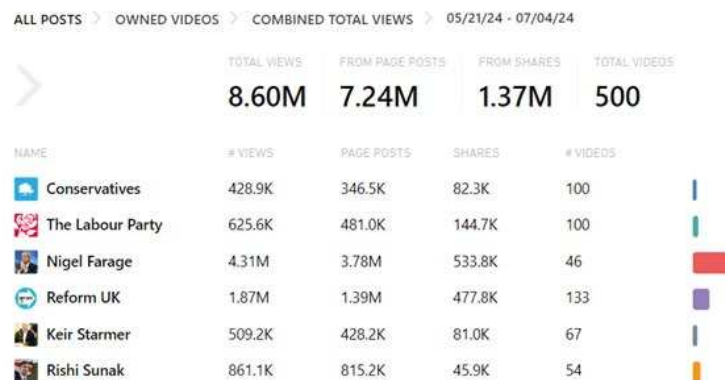 ALL POSTS > OWNED VIDEOS > COMBINED TOTAL VIEWS > 05/21/24 - 07/04/24
TOTAL VIEWS FROM PAGE POSTS FROM SHARES TOTAL VIDEOS
8.60M 7.24M 1.37M 500
NAME # VIEWS PAGE POSTS SHARES # VIDEOS
Conservatives 428.9K 346.5K 82.3K 100
The Labour Party 625.6K 481.0K 144.7K 100
Nigel Farage 4.31M 3.78M 533.8K 46
Reform UK 1.87M 1.39M 477.8K 133
Keir Starmer 509.2K 428.2K 81.0K 67
Rishi Sunak 861.1K 815.2K 45.9K 54